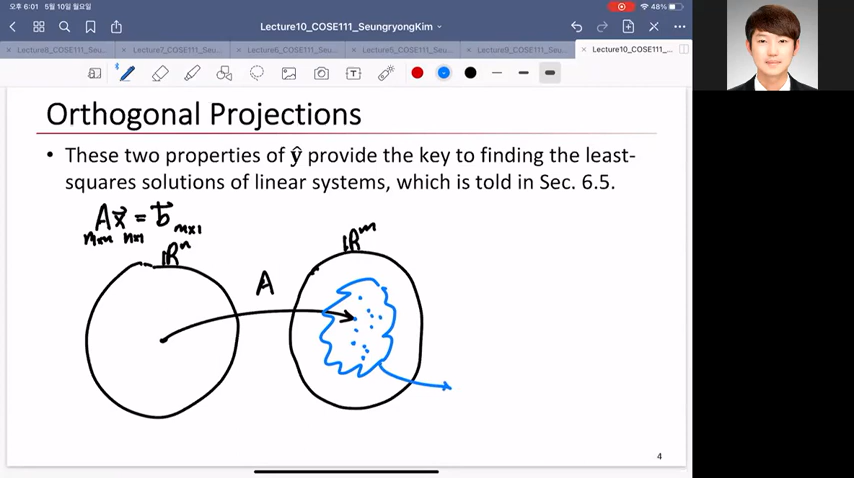 오후 6:01 5월 10일 월요일
48%
Lecture10_COSE111_SeungryongKim
Lecture8_COSE111_Seu...
Lecture7_COSE111_Seu...
Lecture6_COSE111_Seu...
Lecture5_COSE111_Seu...
Lecture9_COSE111_Seu...
Lecture10_COSE111_...
Orthogonal Projections
• These two properties of ŷ provide the key to finding the least-
squares solutions of linear systems, which is told in Sec. 6.5.
Ax⃗ = b⃗ m×1
n×1
ℝⁿ
ℝᵐ
A
4